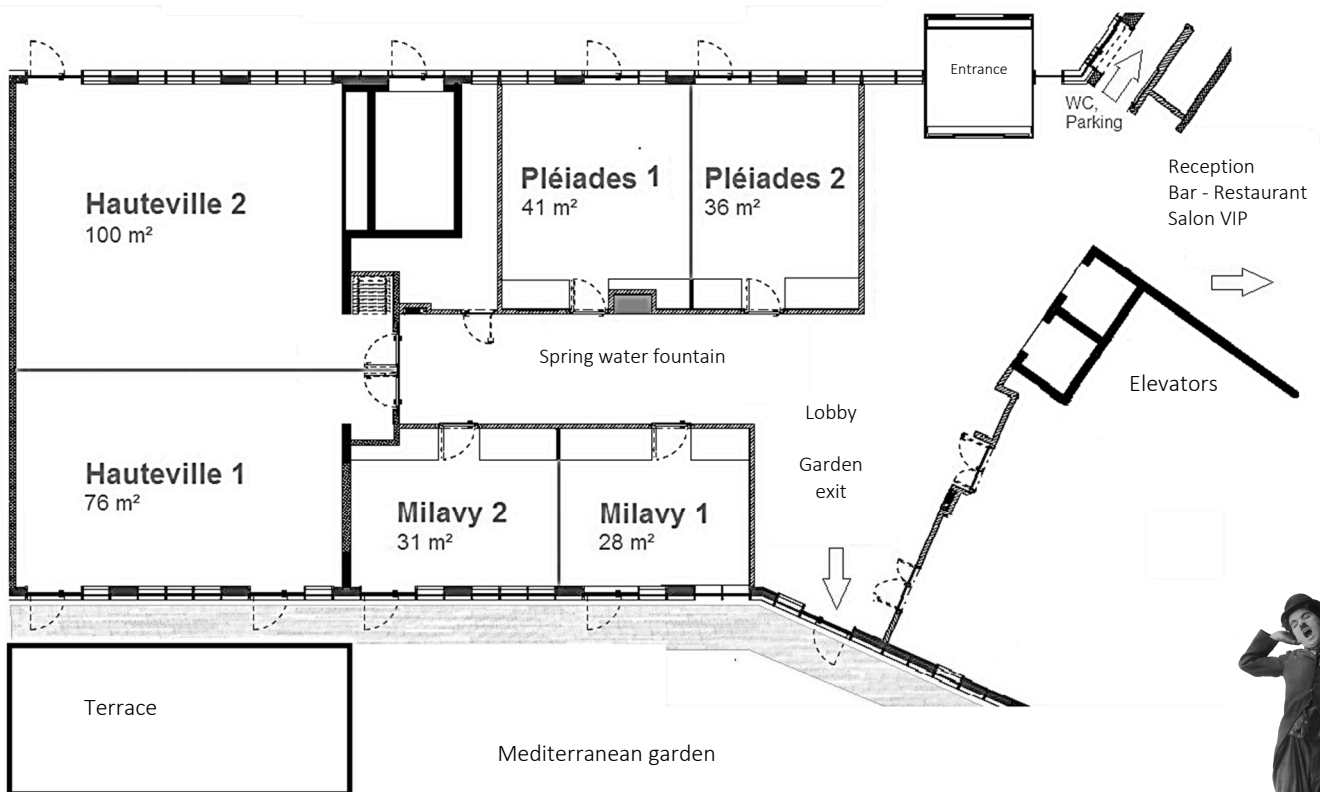 Entrance
WC,
Parking
Reception
Bar - Restaurant
Salon VIP
Hauteville 2
100 m²
Pléiades 1
41 m²
Pléiades 2
36 m²
Spring water fountain
Elevators
Lobby
Garden
exit
Hauteville 1
76 m²
Milavy 2
31 m²
Milavy 1
28 m²
Terrace
Mediterranean garden